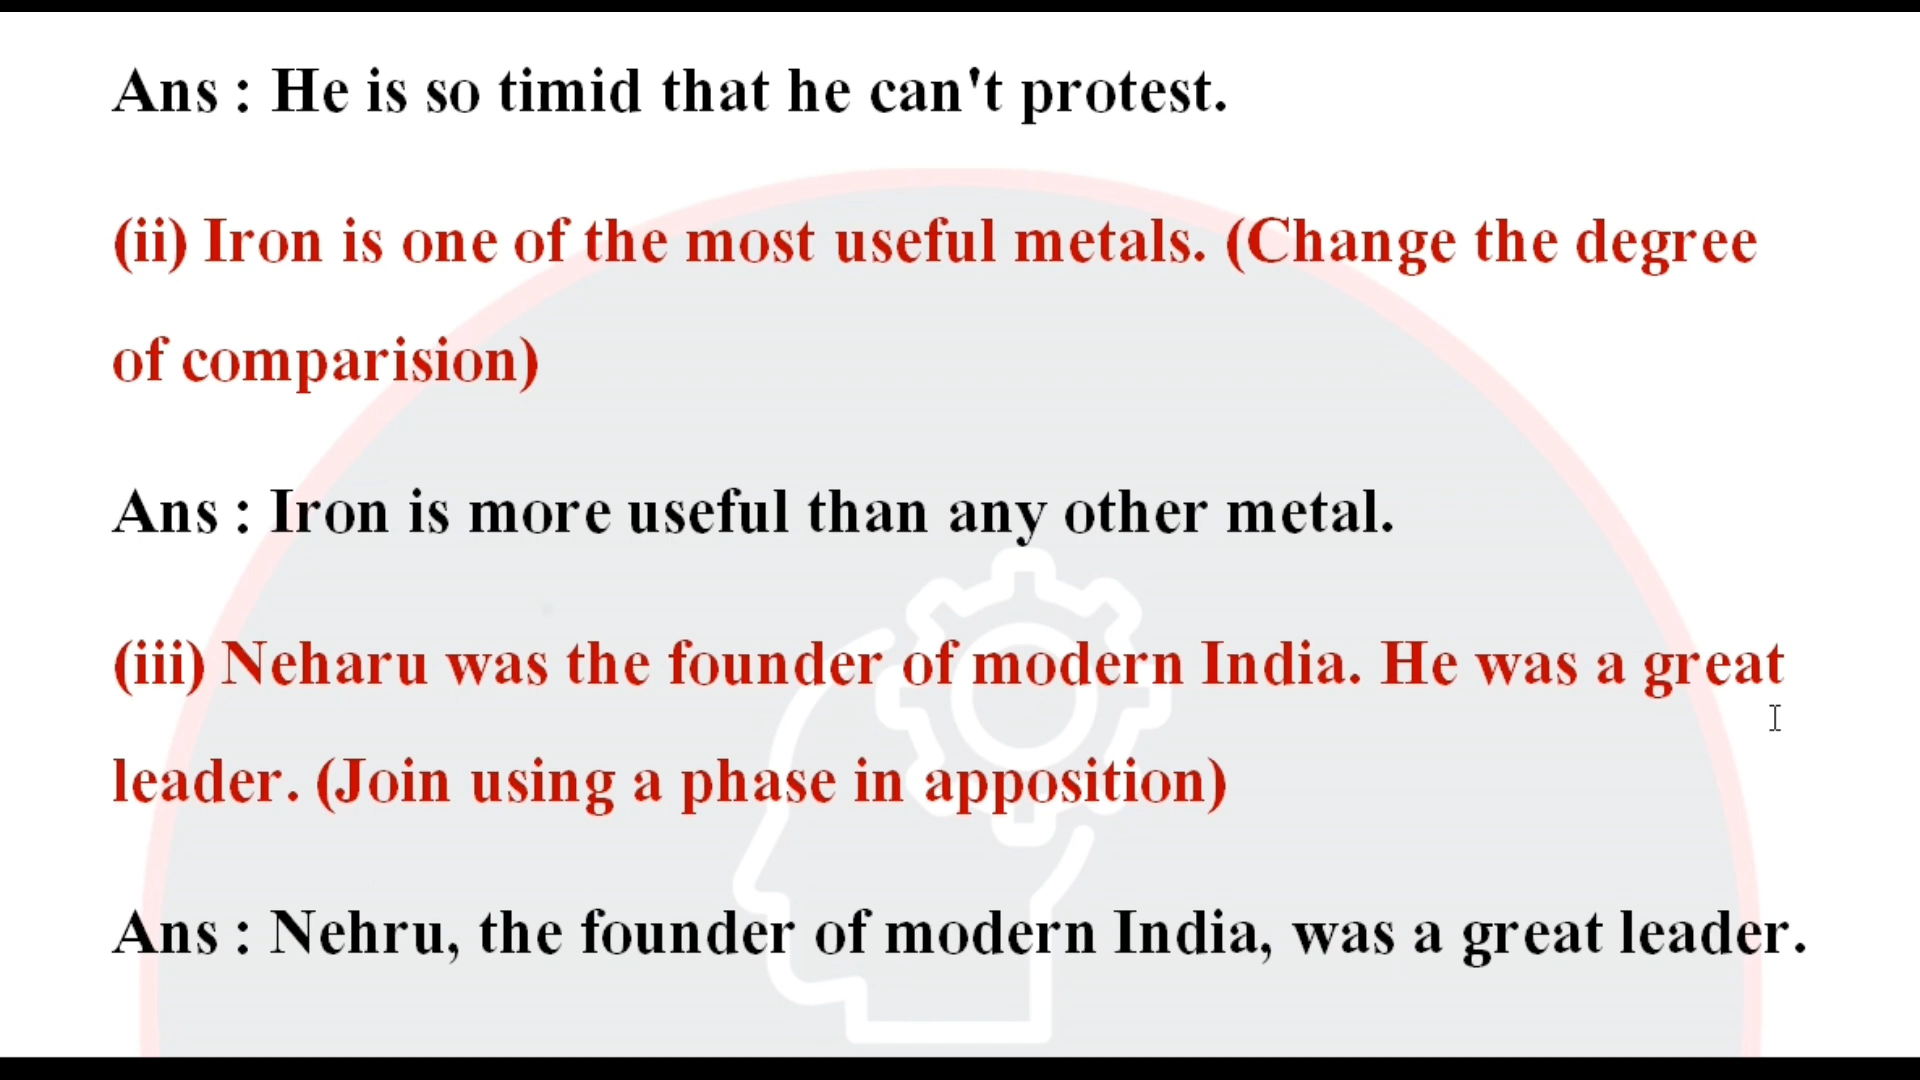 Ans : He is so timid that he can't protest.
(ii) Iron is one of the most useful metals. (Change the degree
of comparision)
Ans : Iron is more useful than any other metal.
(iii) Neharu was the founder of modern India. He was a great
leader. (Join using a phase in apposition)
Ans : Nehru, the founder of modern India, was a great leader.